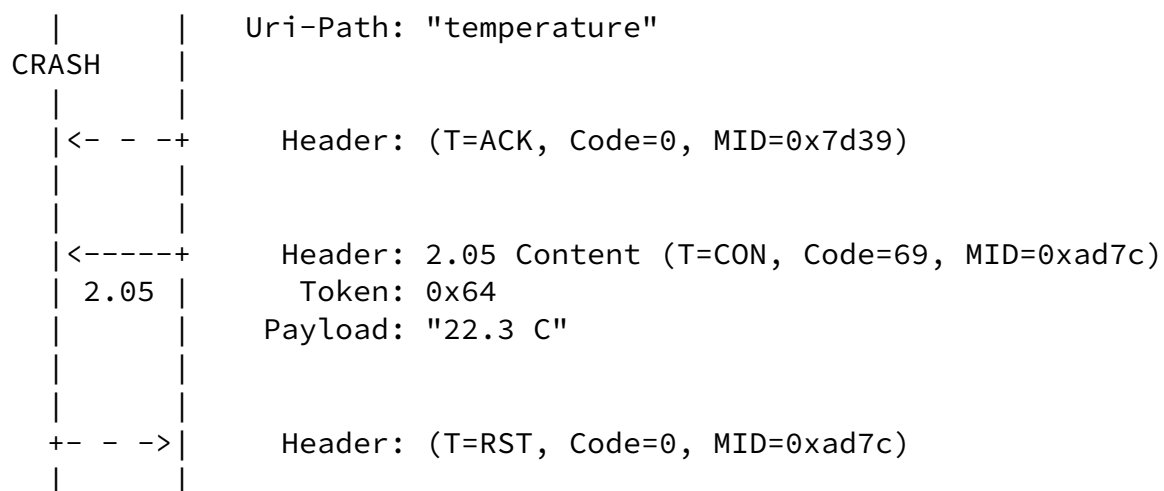 |      |   Uri-Path: "temperature"
CRASH    |
|      |
|<- - -+     Header: (T=ACK, Code=0, MID=0x7d39)
|      |
|      |
|<-----+     Header: 2.05 Content (T=CON, Code=69, MID=0xad7c)
| 2.05 |      Token: 0x64
|      |    Payload: "22.3 C"
|      |
|      |
+- - ->|     Header: (T=RST, Code=0, MID=0xad7c)
|      |